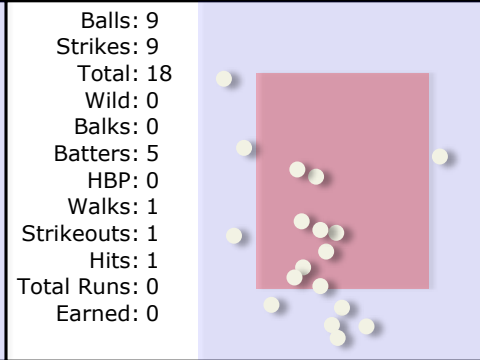 Balls: 9
Strikes: 9
Total: 18
Wild: 0
Balks: 0
Batters: 5
HBP: 0
Walks: 1
Strikeouts: 1
Hits: 1
Total Runs: 0
Earned: 0